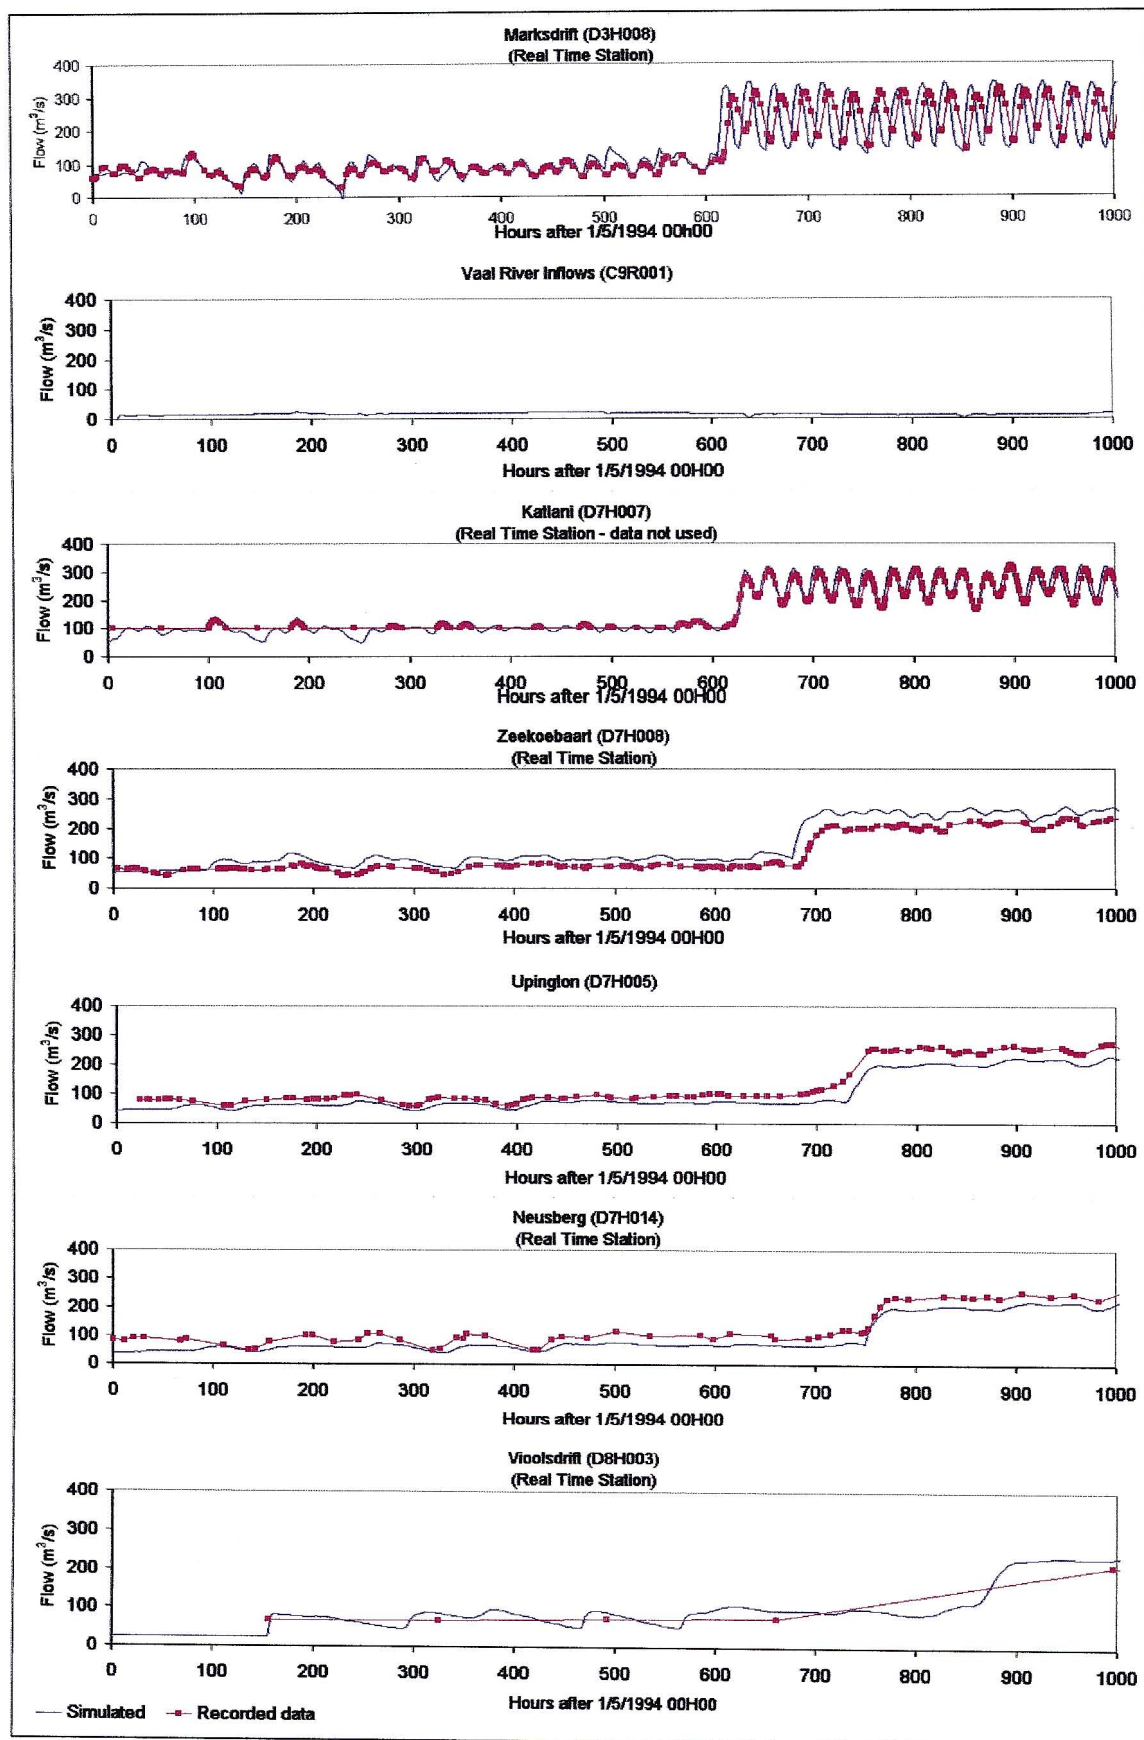 Marksdrift (D3H008)
(Real Time Station)
400
300
200
100
0
Flow (m³/s)
0 100 200 300 400 500 600 700 800 900 1000
Hours after 1/5/1994 00h00
Vaal River Inflows (C9R001)
400
300
200
100
0
Flow (m³/s)
0 100 200 300 400 500 600 700 800 900 1000
Hours after 1/5/1994 00H00
Katlani (D7H007)
(Real Time Station - data not used)
400
300
200
100
0
Flow (m³/s)
0 100 200 300 400 500 600 700 800 900 1000
Hours after 1/5/1994 00H00
Zeekoebaart (D7H008)
(Real Time Station)
400
300
200
100
0
Flow (m³/s)
0 100 200 300 400 500 600 700 800 900 1000
Hours after 1/5/1994 00H00
Upington (D7H005)
400
300
200
100
0
Flow (m³/s)
0 100 200 300 400 500 600 700 800 900 1000
Hours after 1/5/1994 00H00
Neusberg (D7H014)
(Real Time Station)
400
300
200
100
0
Flow (m³/s)
0 100 200 300 400 500 600 700 800 900 1000
Hours after 1/5/1994 00H00
Vioolsdrift (D8H003)
(Real Time Station)
400
300
200
100
0
Flow (m³/s)
0 100 200 300 400 500 600 700 800 900 1000
Hours after 1/5/1994 00H00
Simulated Recorded data